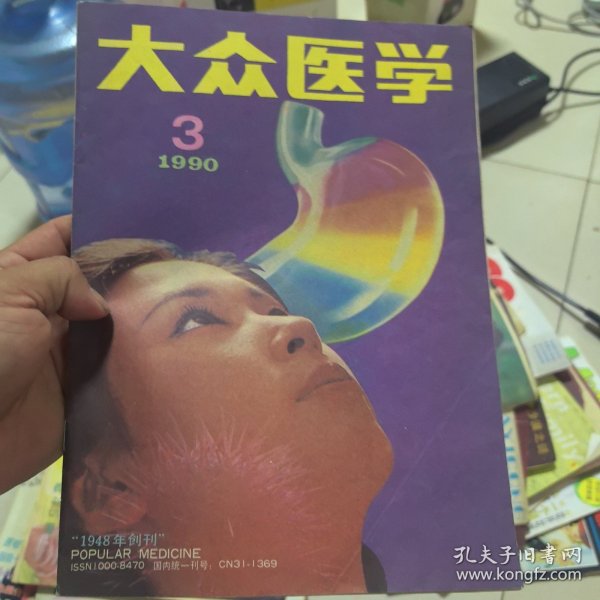 大众医学
3
1990
"1948年创刊"
POPULAR MEDICINE
ISSN1000-8470 国内统一刊号: CN31-1369
孔夫子旧书网
www.kongfz.com